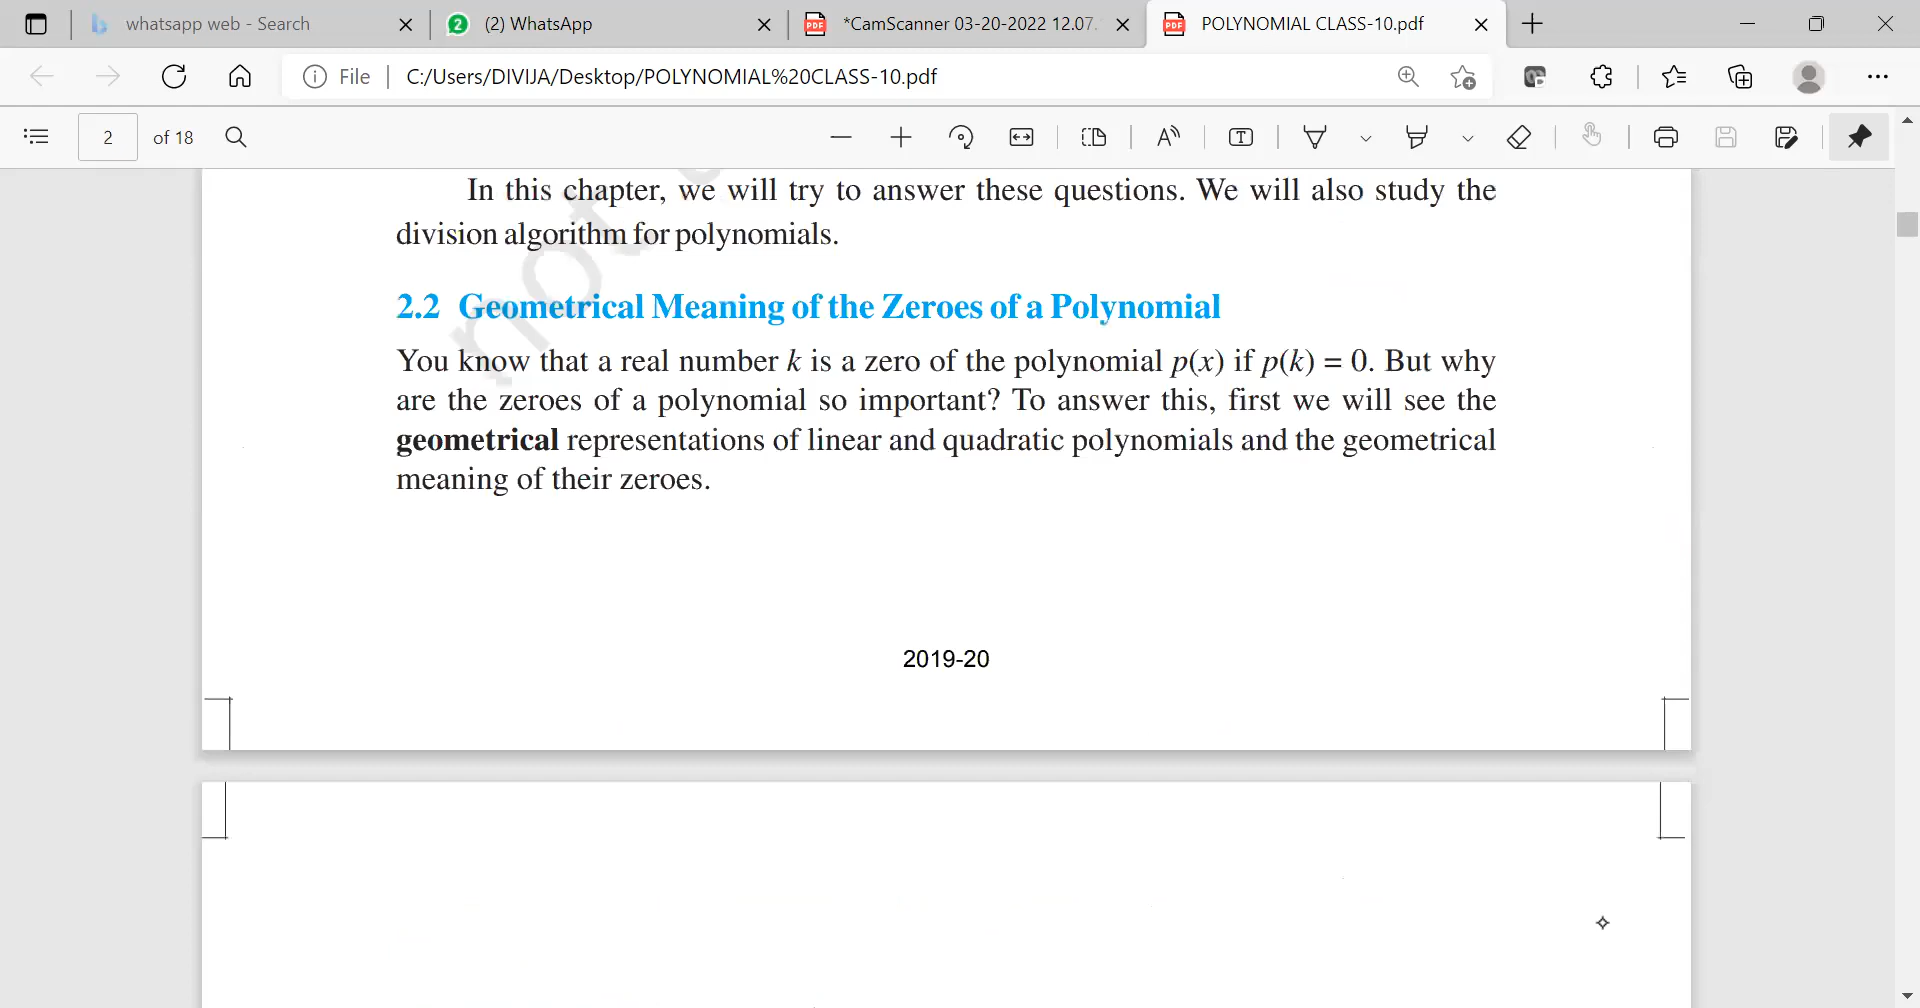 whatsapp web - Search
(2) WhatsApp
*CamScanner 03-20-2022 12.07.
POLYNOMIAL CLASS-10.pdf
File
C:/Users/DIVIJA/Desktop/POLYNOMIAL%20CLASS-10.pdf
2 of 18
In this chapter, we will try to answer these questions. We will also study the
division algorithm for polynomials.
2.2 Geometrical Meaning of the Zeroes of a Polynomial
You know that a real number k is a zero of the polynomial p(x) if p(k) = 0. But why
are the zeroes of a polynomial so important? To answer this, first we will see the
geometrical representations of linear and quadratic polynomials and the geometrical
meaning of their zeroes.
not
2019-20